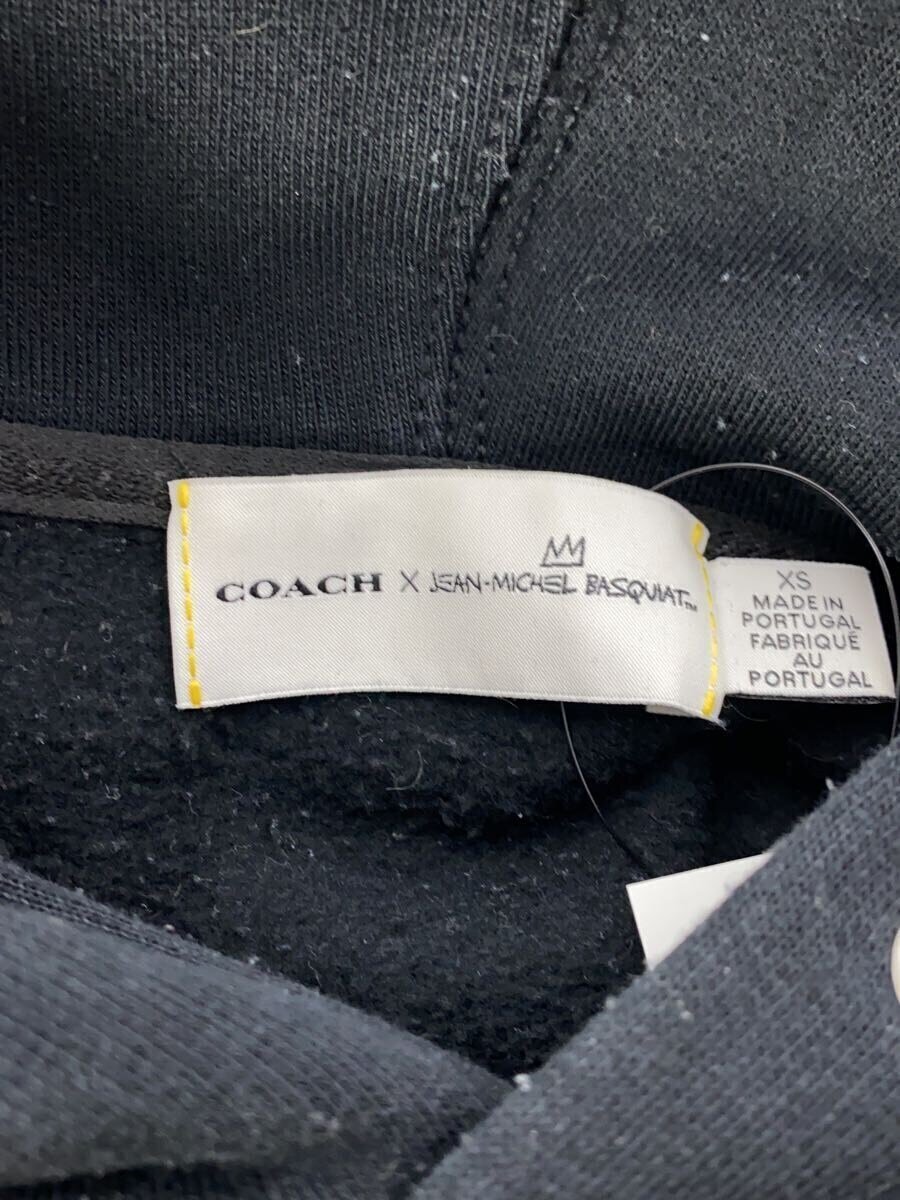 COACH X JEAN-MICHEL BASQUIAT™
XS
MADE IN
PORTUGAL
FABRIQUÉ
AU
PORTUGAL